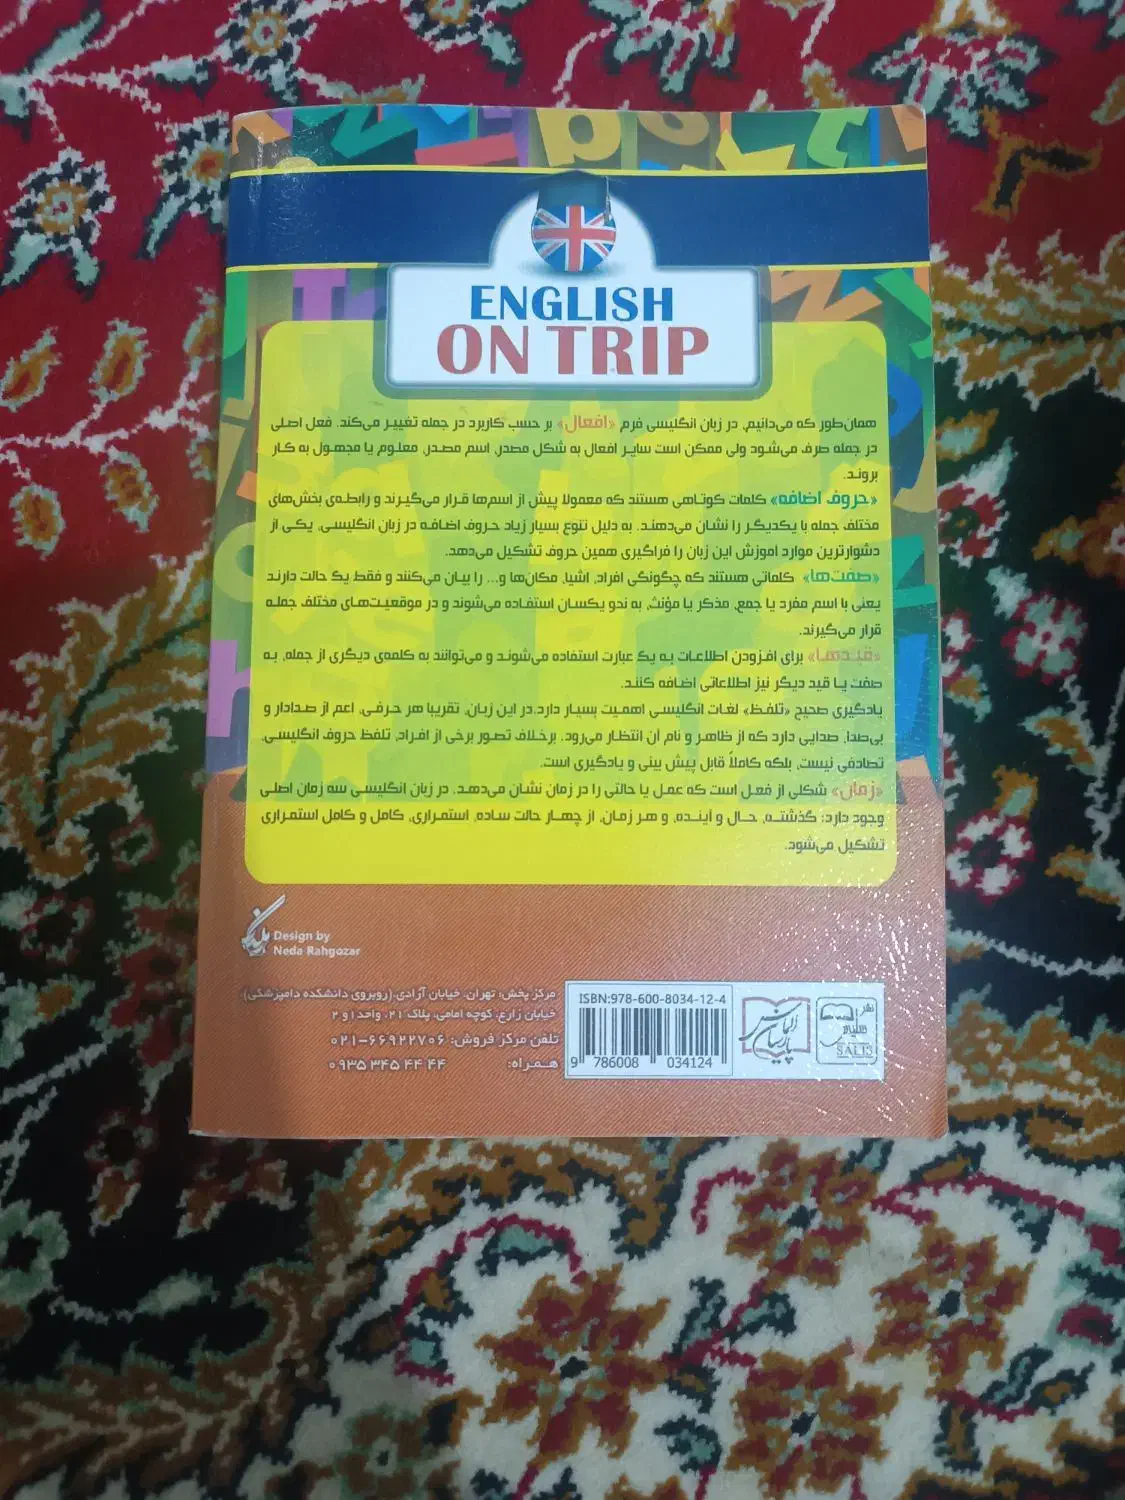 ENGLISH
ON TRIP
همان‌طور که می‌دانیم، در زبان انگلیسی فرم «افعال» بر حسب کاربرد در جمله تغییر می‌کند. فعل اصلی
در جمله صرف می‌شود ولی ممکن است سایر افعال به شکل مصدر، اسم مصدر، معلوم یا مجهول به کار
بروند.
«حروف اضافه» کلمات کوتاهی هستند که معمولا پیش از اسم‌ها قرار می‌گیرند و رابطه‌ی بخش‌های
مختلف جمله با یکدیگر را نشان می‌دهند. به دلیل تنوع بسیار زیاد حروف اضافه در زبان انگلیسی، یکی از
دشوارترین موارد آموزش این زبان را فراگیری همین حروف تشکیل می‌دهد.
«صفت‌ها» کلماتی هستند که چگونگی افراد، اشیا، مکان‌ها و... را بیان می‌کنند و فقط یک حالت دارند
یعنی با اسم مفرد یا جمع، مذکر یا مؤنث، به نحو یکسان استفاده می‌شوند و در موقعیت‌های مختلف جمله
قرار می‌گیرند.
«قیدها» برای افزودن اطلاعات به یک عبارت استفاده می‌شوند و می‌توانند به کلمه‌ی دیگری از جمله، به
صفت یا قید دیگر نیز اطلاعاتی اضافه کنند.
یادگیری صحیح «تلفظ» لغات انگلیسی اهمیت بسیار دارد. در این زبان، تقریبا هر حرفی، اعم از صدادار و
بی‌صدا، صدایی دارد که از ظاهر و نام آن انتظار می‌رود. برخلاف تصور برخی از افراد، تلفظ حروف انگلیسی،
تصادفی نیست، بلکه کاملاً قابل پیش بینی و یادگیری است.
«زمان» شکلی از فعل است که عمل یا حالتی را در زمان نشان می‌دهد. در زبان انگلیسی سه زمان اصلی
وجود دارد: گذشته، حال و آینده، و هر زمان، از چهار حالت ساده، استمراری، کامل و کامل استمراری
تشکیل می‌شود.
Design by
Neda Rahgozar
مرکز پخش: تهران، خیابان آزادی، (روبروی دانشکده دامپزشکی)،
خیابان زارع، کوچه امامی، پلاک ۲۱، واحد ۱ و ۲
تلفن مرکز فروش: ۰۲۱-۶۶۹۲۲۷۰۶
همراه: ۰۹۳۵ ۳۴۵ ۴۴ ۴۴
ISBN:978-600-8034-12-4
9 786008 034124
آلمان
پارسیان
نشر
سلیس
SALIS